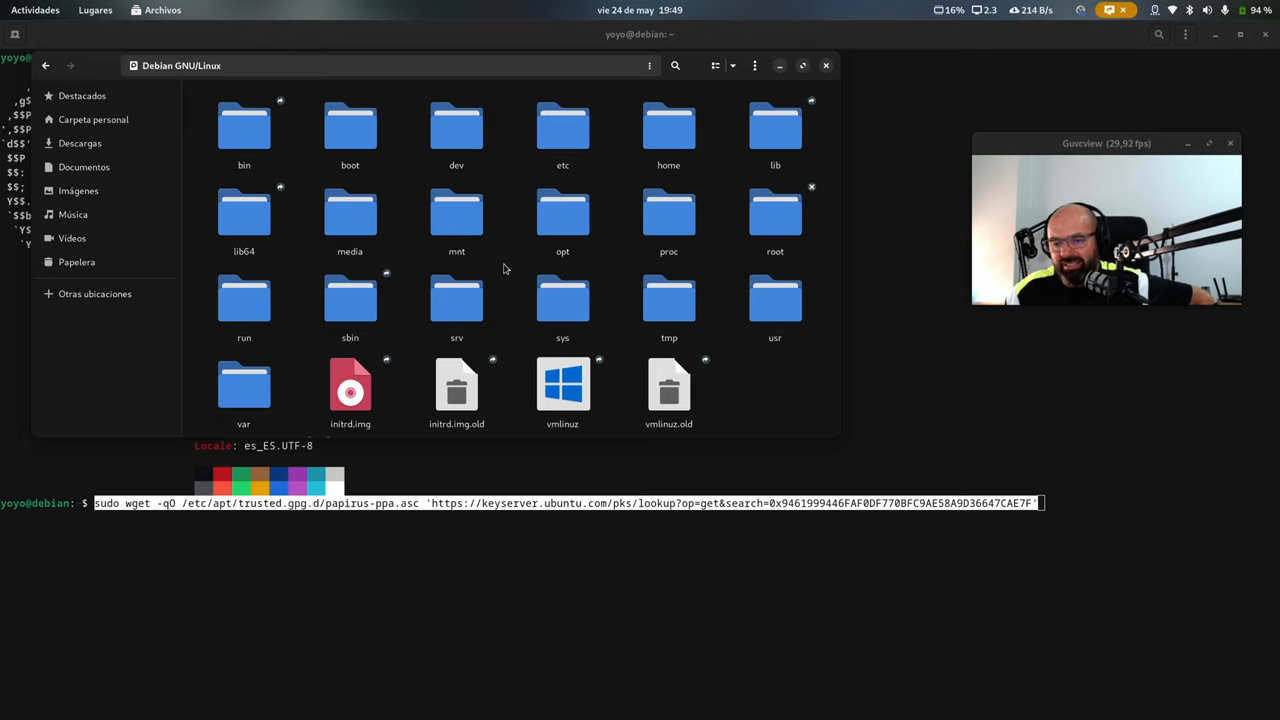 Actividades Lugares Archivos vie 24 de may 19:49 16% 2.3 214 B/s 94 %
yoyo@debian: ~
yoyo@
Debian GNU/Linux
Guvcview (29,92 fps)
Destacados
Carpeta personal
Descargas
Documentos
Imágenes
Música
Vídeos
Papelera
Otras ubicaciones
bin boot dev etc home lib
lib64 media mnt opt proc root
run sbin srv sys tmp usr
var initrd.img initrd.img.old vmlinuz vmlinuz.old
,g$
,$$P
',$$P
`d$$'
$$P
$$:
$$;
Y$$.
`$$b
`Y$
`Y
Locale: es_ES.UTF-8
yoyo@debian:~$ sudo wget -qO /etc/apt/trusted.gpg.d/papirus-ppa.asc 'https://keyserver.ubuntu.com/pks/lookup?op=get&search=0x9461999446FAF0DF770BFC9AE58A9D36647CAE7F'